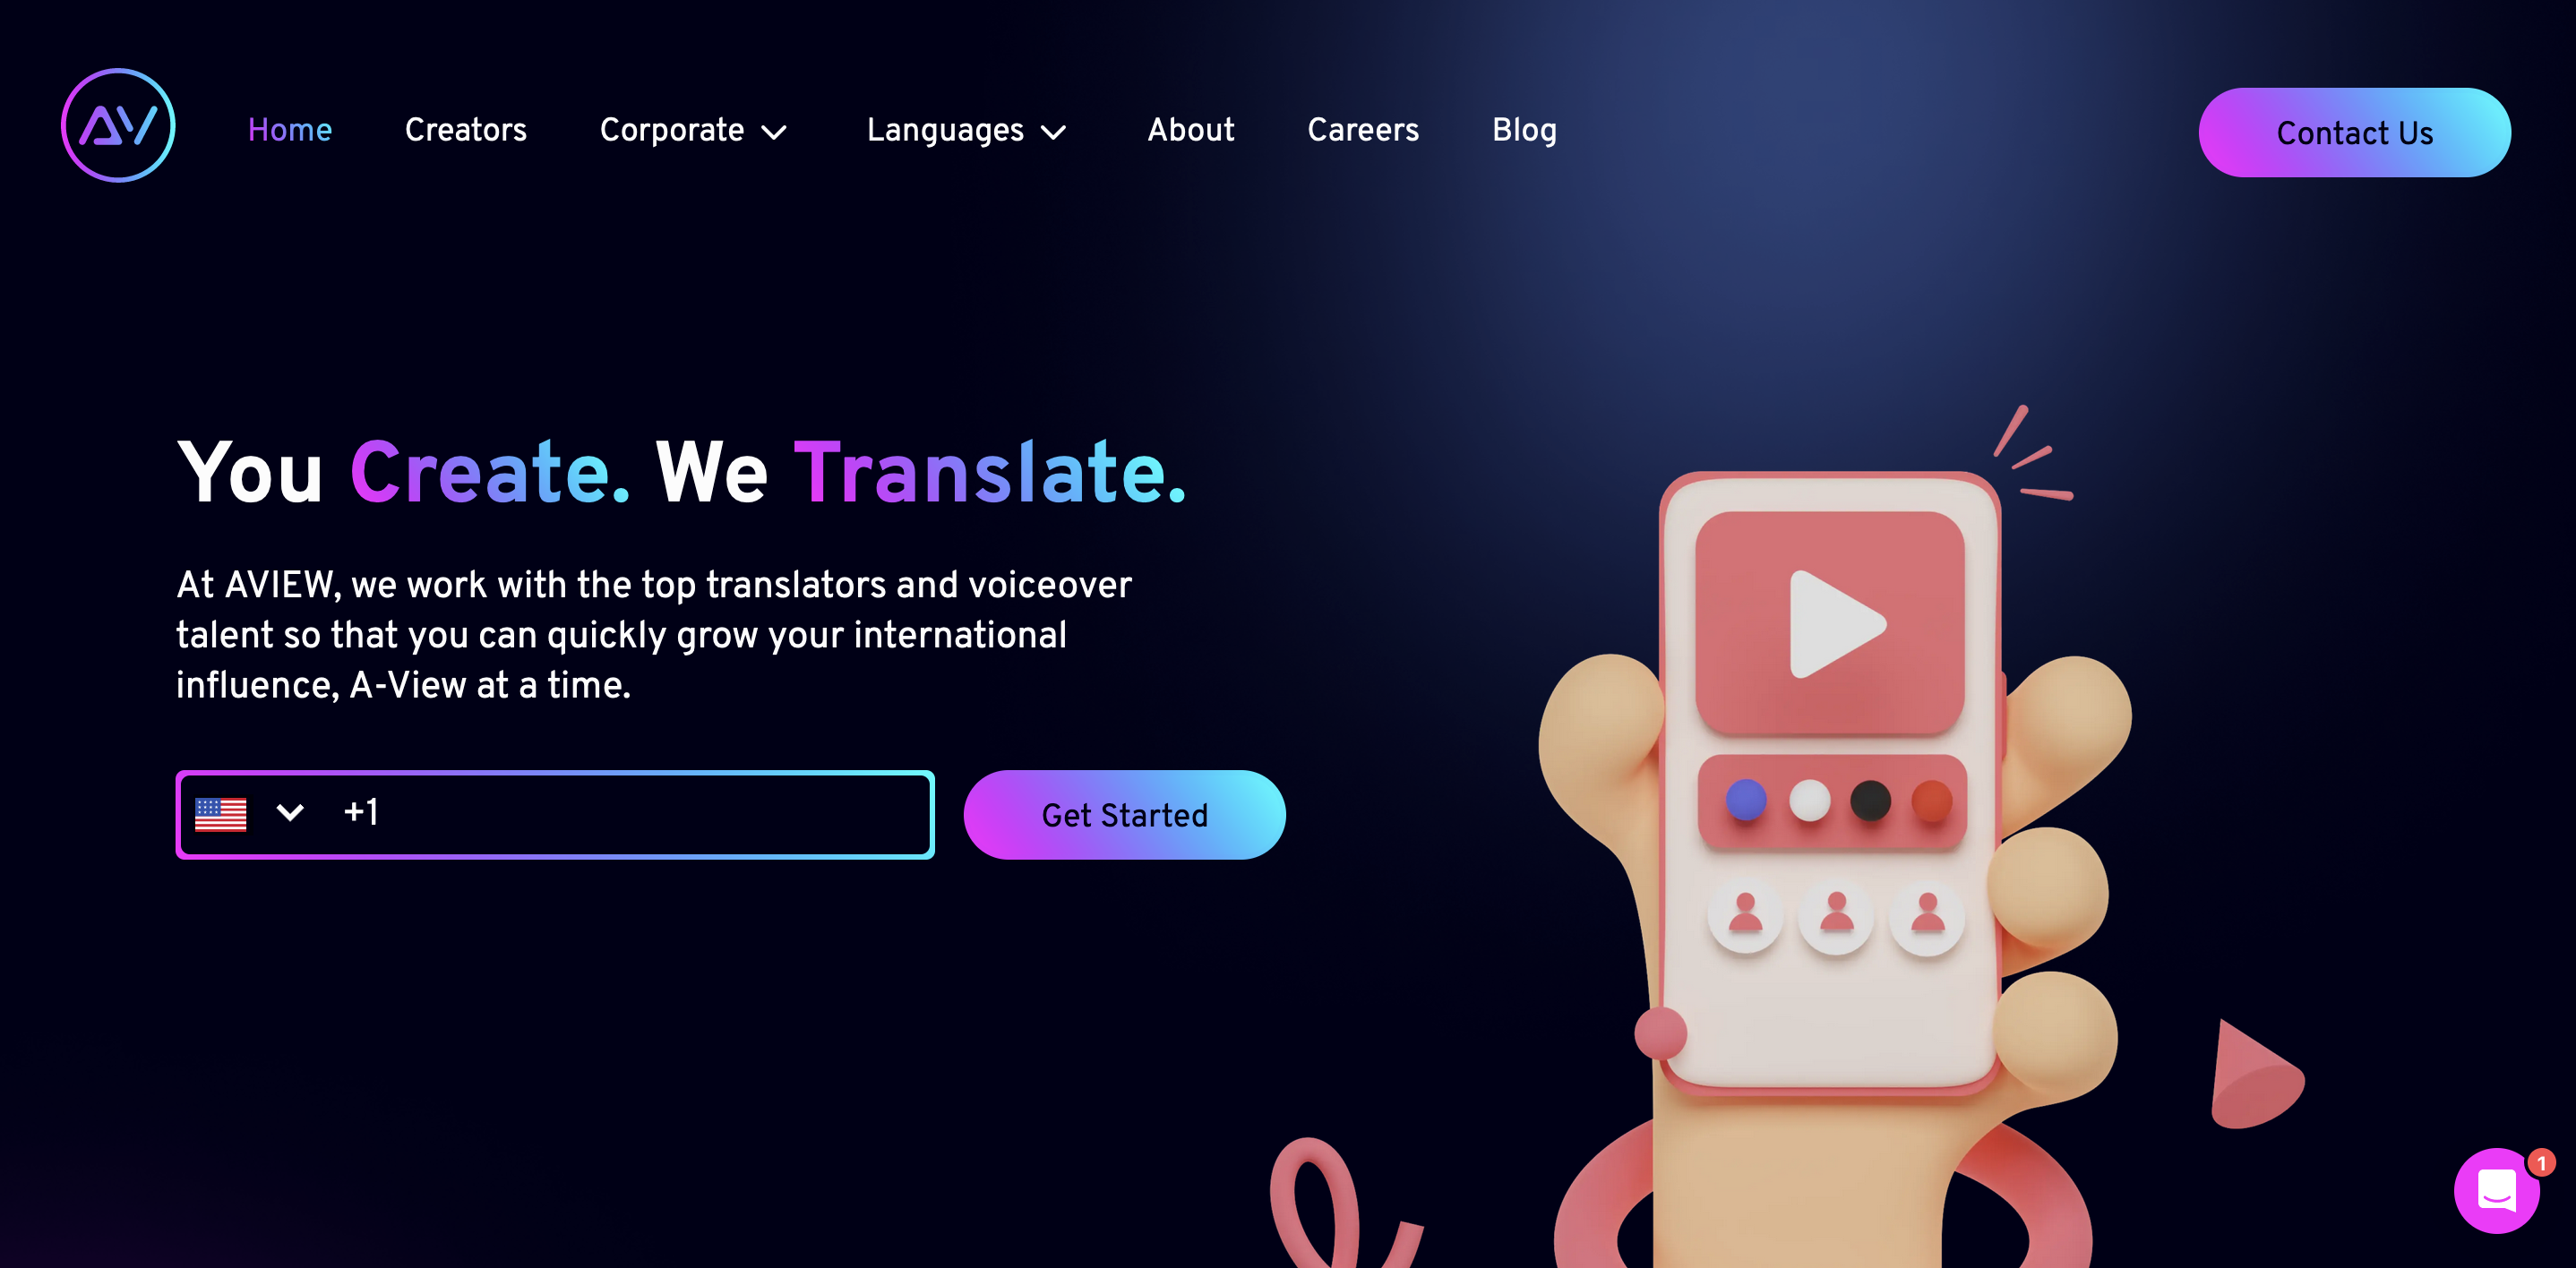 AV
Home
Creators
Corporate
Languages
About
Careers
Blog
Contact Us
You Create. We Translate.
At AVIEW, we work with the top translators and voiceover
talent so that you can quickly grow your international
influence, A-View at a time.
+1
Get Started
1